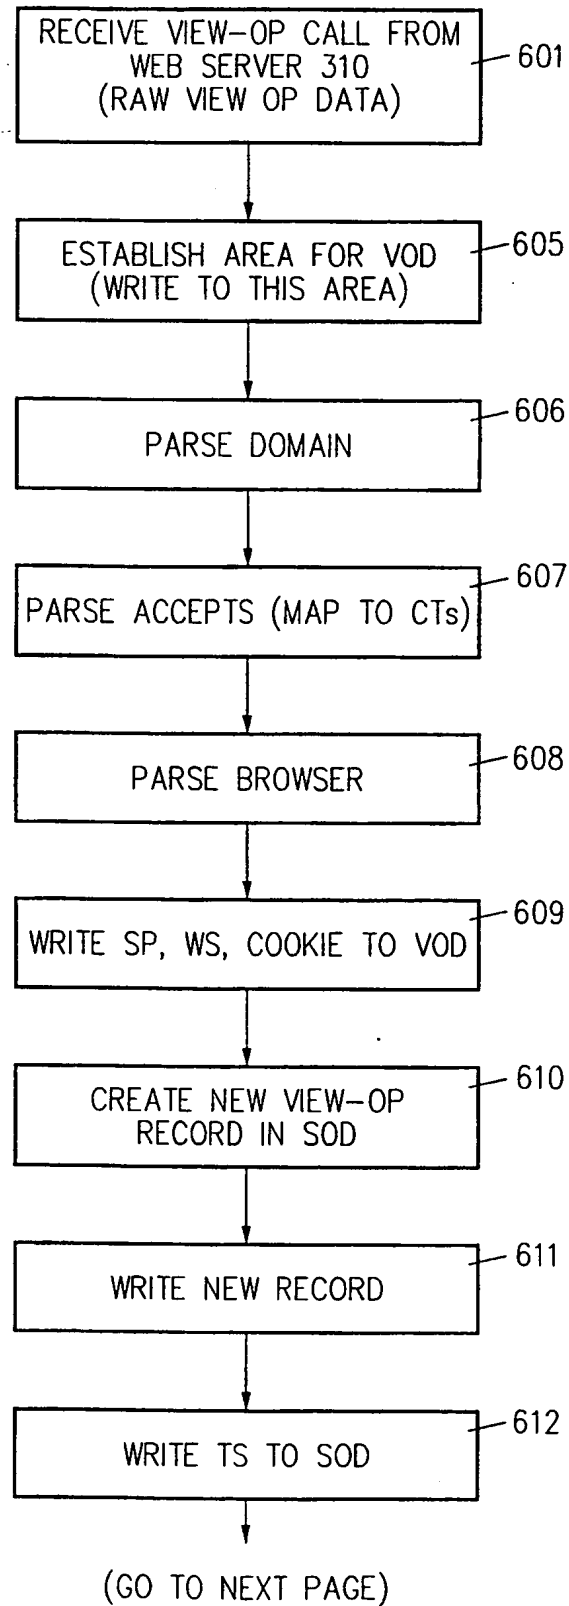 RECEIVE VIEW-OP CALL FROM
WEB SERVER 310
(RAW VIEW OP DATA)
601
ESTABLISH AREA FOR VOD
(WRITE TO THIS AREA)
605
PARSE DOMAIN
606
PARSE ACCEPTS (MAP TO CTs)
607
PARSE BROWSER
608
WRITE SP, WS, COOKIE TO VOD
609
CREATE NEW VIEW-OP
RECORD IN SOD
610
WRITE NEW RECORD
611
WRITE TS TO SOD
612
(GO TO NEXT PAGE)